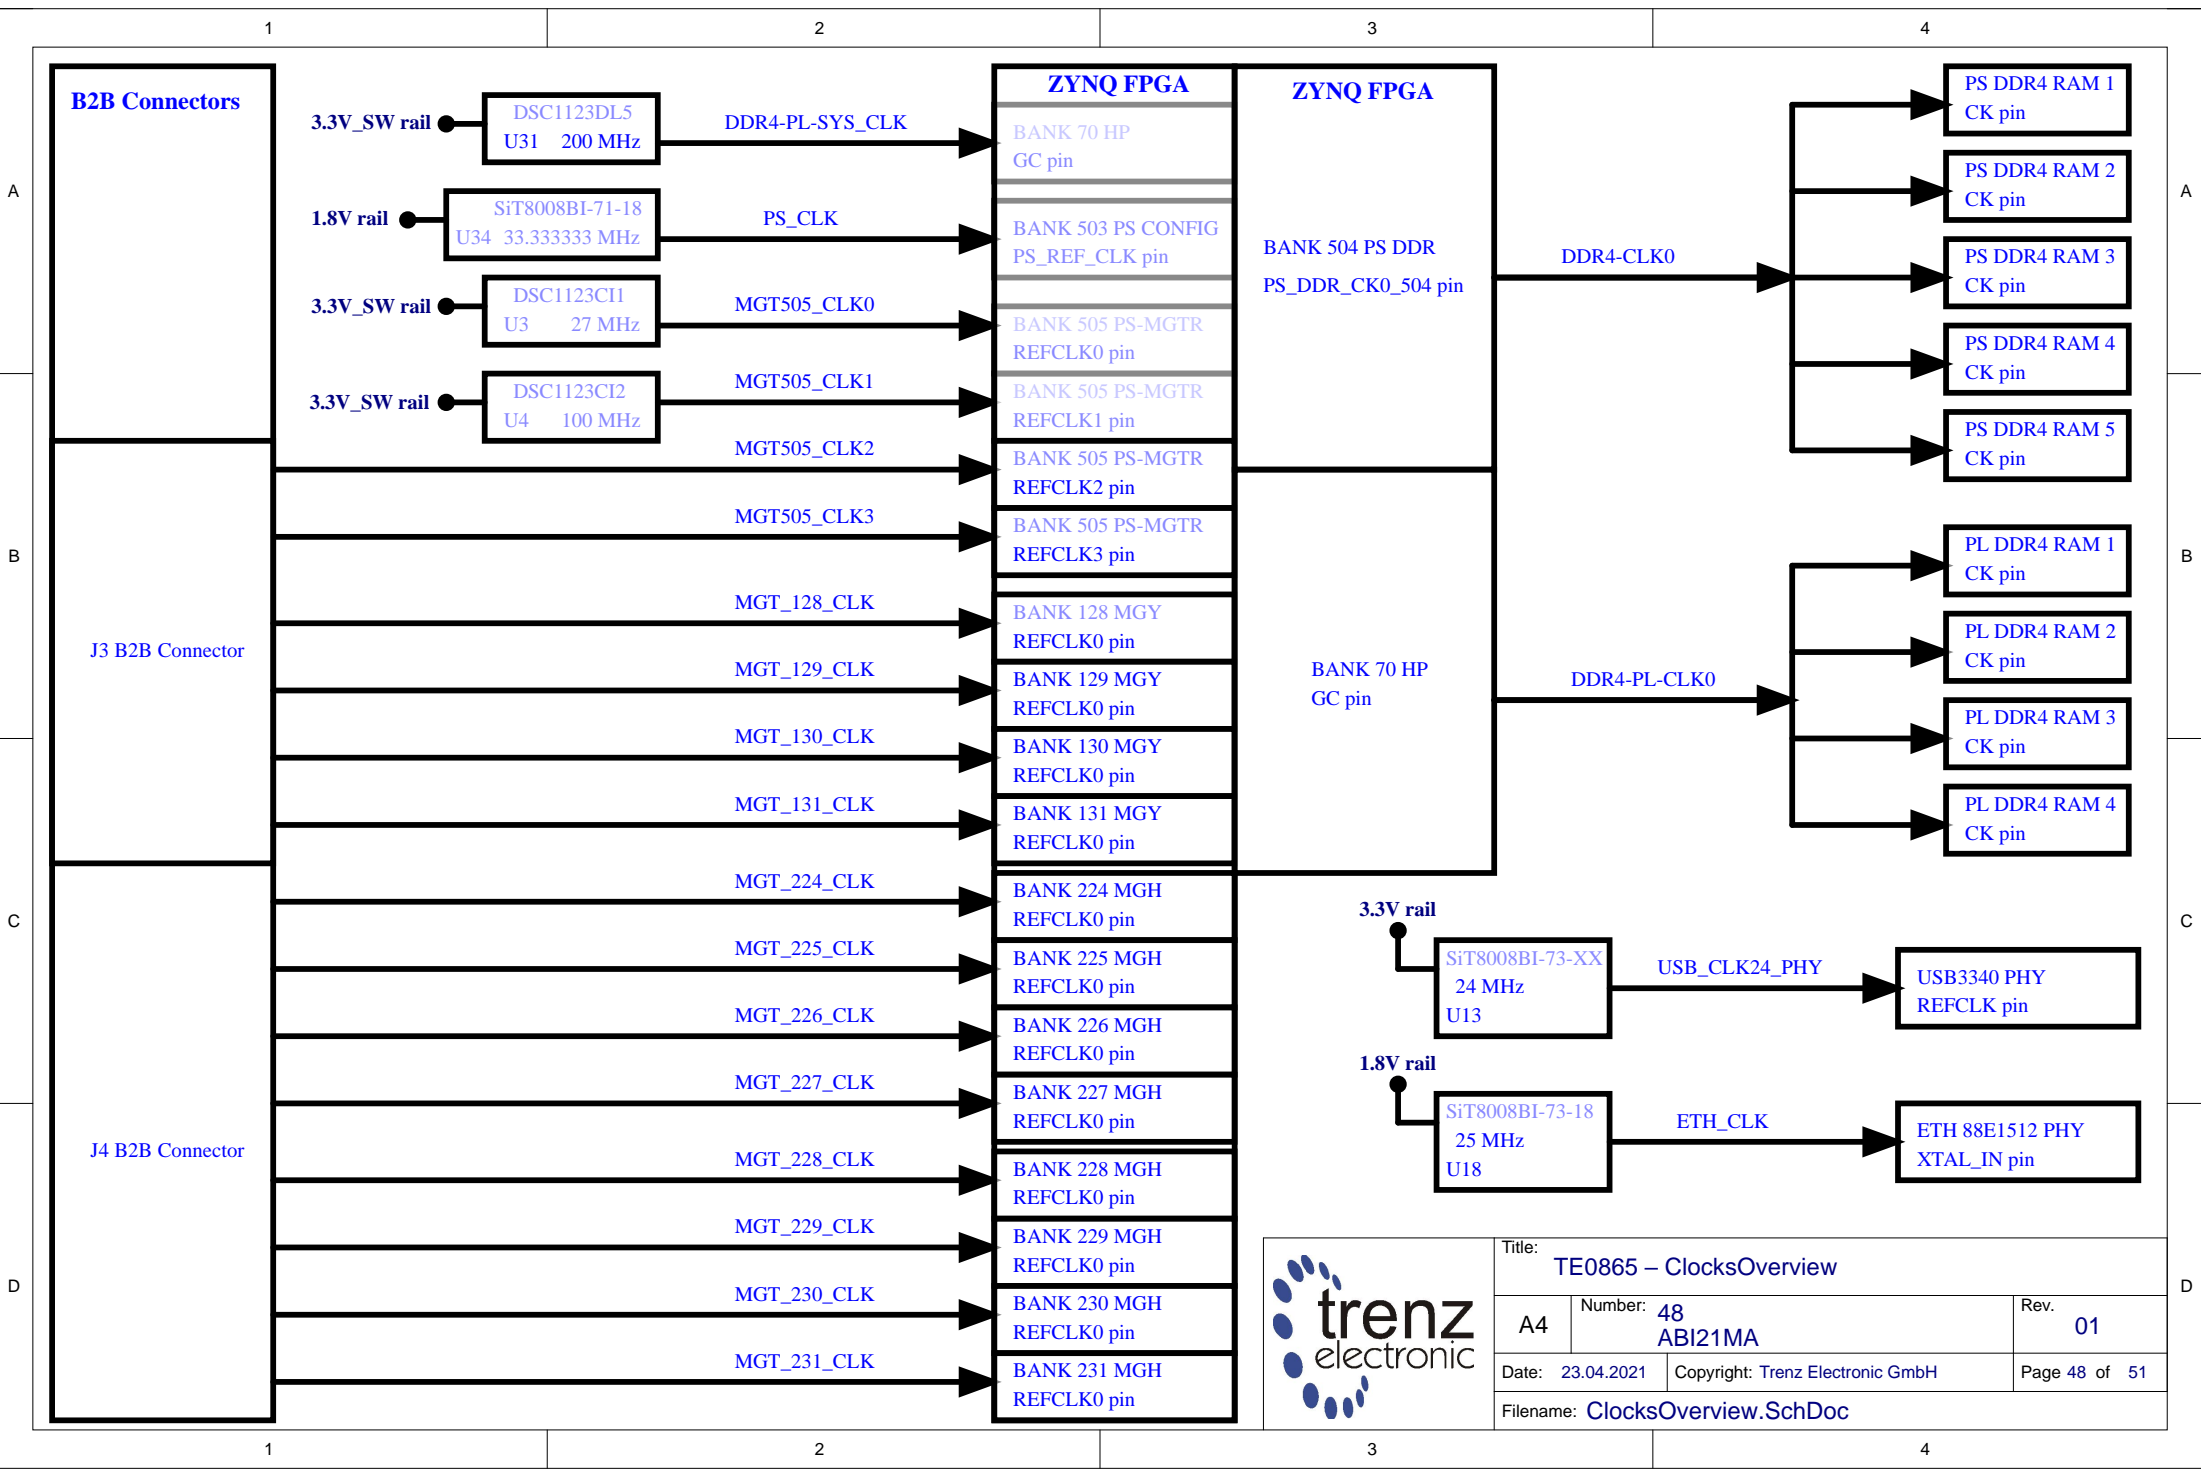 1 2 3 4
A
B
C
D
B2B Connectors
J3 B2B Connector
J4 B2B Connector
3.3V_SW rail
DSC1123DL5
U31 200 MHz
DDR4-PL-SYS_CLK
1.8V rail
SiT8008BI-71-18
U34 33.333333 MHz
PS_CLK
3.3V_SW rail
DSC1123CI1
U3 27 MHz
MGT505_CLK0
3.3V_SW rail
DSC1123CI2
U4 100 MHz
MGT505_CLK1
MGT505_CLK2
MGT505_CLK3
MGT_128_CLK
MGT_129_CLK
MGT_130_CLK
MGT_131_CLK
MGT_224_CLK
MGT_225_CLK
MGT_226_CLK
MGT_227_CLK
MGT_228_CLK
MGT_229_CLK
MGT_230_CLK
MGT_231_CLK
ZYNQ FPGA
BANK 70 HP
GC pin
BANK 503 PS CONFIG
PS_REF_CLK pin
BANK 505 PS-MGTR
REFCLK0 pin
BANK 505 PS-MGTR
REFCLK1 pin
BANK 505 PS-MGTR
REFCLK2 pin
BANK 505 PS-MGTR
REFCLK3 pin
BANK 128 MGY
REFCLK0 pin
BANK 129 MGY
REFCLK0 pin
BANK 130 MGY
REFCLK0 pin
BANK 131 MGY
REFCLK0 pin
BANK 224 MGH
REFCLK0 pin
BANK 225 MGH
REFCLK0 pin
BANK 226 MGH
REFCLK0 pin
BANK 227 MGH
REFCLK0 pin
BANK 228 MGH
REFCLK0 pin
BANK 229 MGH
REFCLK0 pin
BANK 230 MGH
REFCLK0 pin
BANK 231 MGH
REFCLK0 pin
ZYNQ FPGA
BANK 504 PS DDR
PS_DDR_CK0_504 pin
BANK 70 HP
GC pin
DDR4-CLK0
DDR4-PL-CLK0
PS DDR4 RAM 1
CK pin
PS DDR4 RAM 2
CK pin
PS DDR4 RAM 3
CK pin
PS DDR4 RAM 4
CK pin
PS DDR4 RAM 5
CK pin
PL DDR4 RAM 1
CK pin
PL DDR4 RAM 2
CK pin
PL DDR4 RAM 3
CK pin
PL DDR4 RAM 4
CK pin
3.3V rail
SiT8008BI-73-XX
24 MHz
U13
USB_CLK24_PHY
USB3340 PHY
REFCLK pin
1.8V rail
SiT8008BI-73-18
25 MHz
U18
ETH_CLK
ETH 88E1512 PHY
XTAL_IN pin
A
B
C
D
trenz
electronic
Title:
TE0865 – ClocksOverview
A4
Number: 48
ABI21MA
Rev.
01
Date: 23.04.2021
Copyright: Trenz Electronic GmbH
Page 48 of 51
Filename: ClocksOverview.SchDoc
1 2 3 4